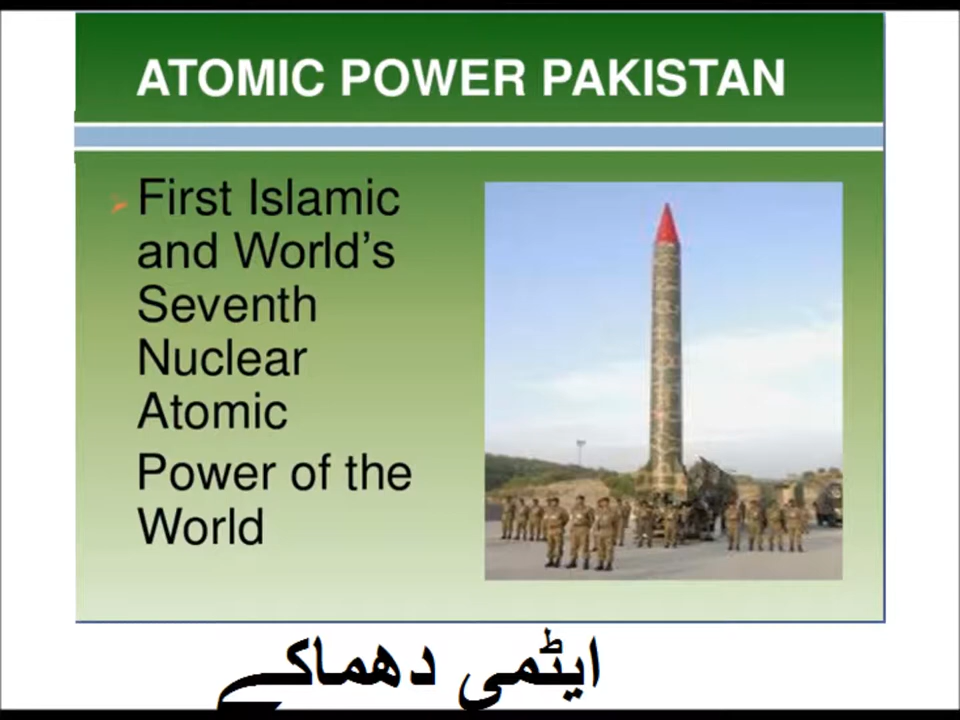 ATOMIC POWER PAKISTAN
First Islamic
and World's
Seventh
Nuclear
Atomic
Power of the
World
ایٹمی دھماکے